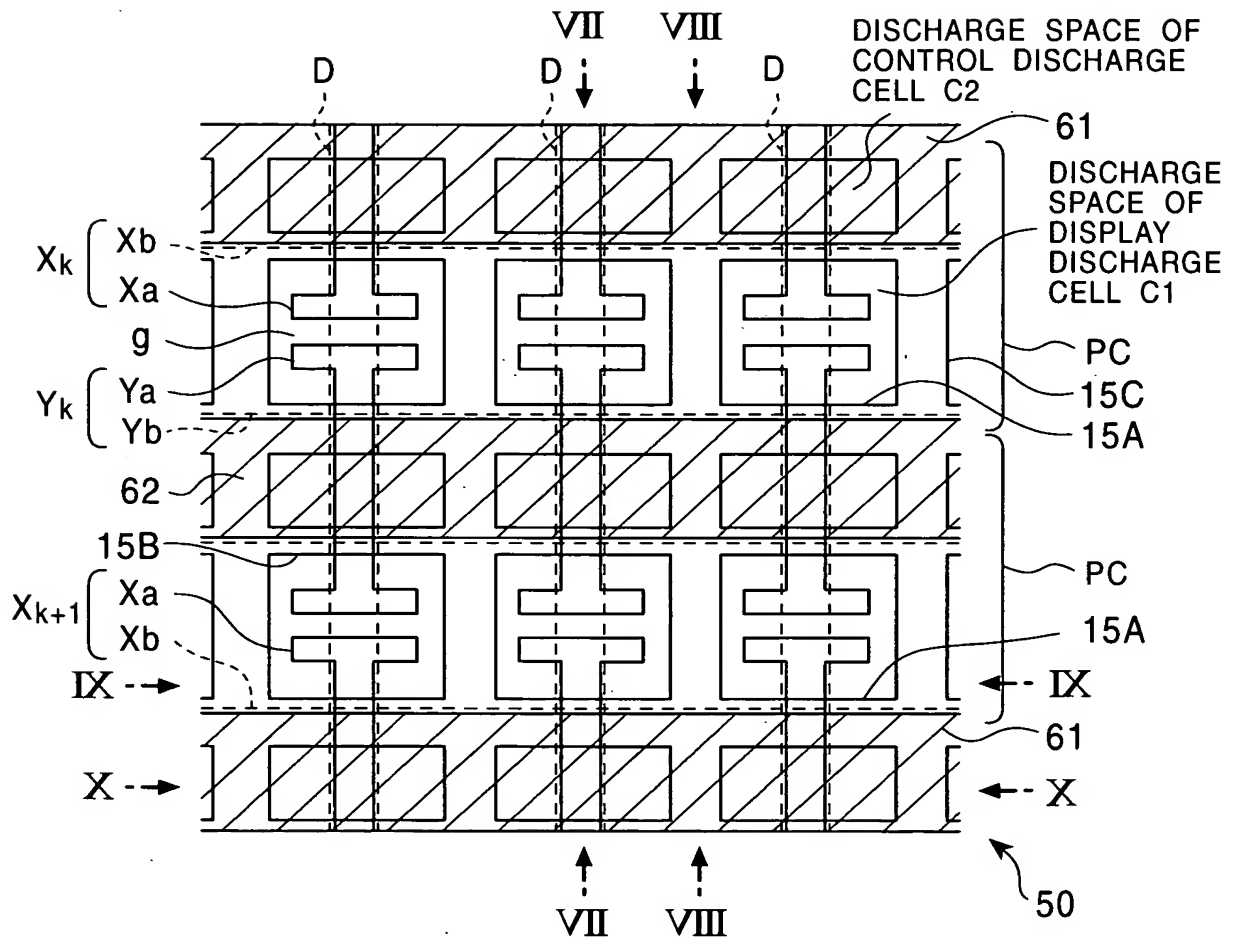 VII VIII
DISCHARGE SPACE OF
CONTROL DISCHARGE
CELL C2
D D D
61
DISCHARGE
SPACE OF
DISPLAY
DISCHARGE
CELL C1
Xk Xb
Xa
g
Yk Ya
Yb
PC
15C
15A
62
15B
Xk+1 Xa
Xb
PC
15A
IX IX
61
X X
50
VII VIII